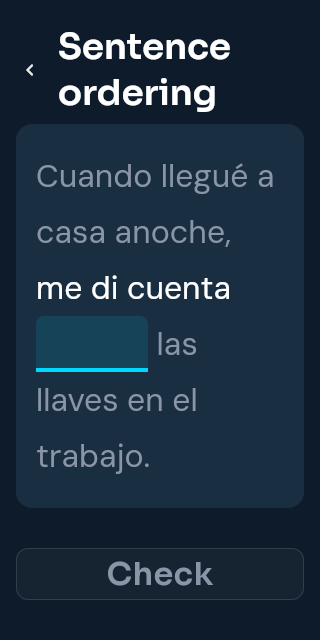 Sentence
ordering
Cuando llegué a
casa anoche,
me di cuenta
las
llaves en el
trabajo.
Check